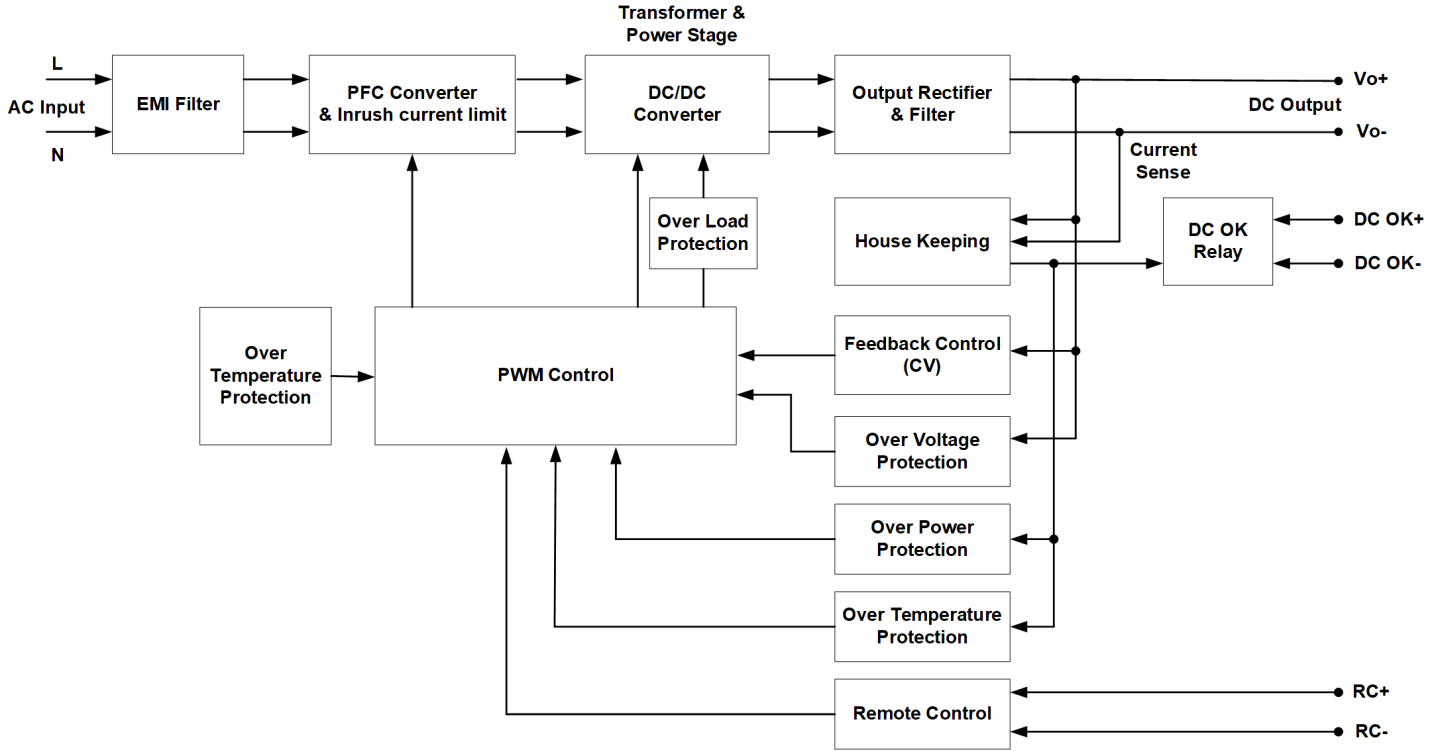 Transformer &
Power Stage
L
AC Input
N
EMI Filter
PFC Converter
& Inrush current limit
DC/DC
Converter
Output Rectifier
& Filter
Vo+
DC Output
Vo-
Current
Sense
Over Load
Protection
House Keeping
DC OK
Relay
DC OK+
DC OK-
Over
Temperature
Protection
PWM Control
Feedback Control
(CV)
Over Voltage
Protection
Over Power
Protection
Over Temperature
Protection
Remote Control
RC+
RC-